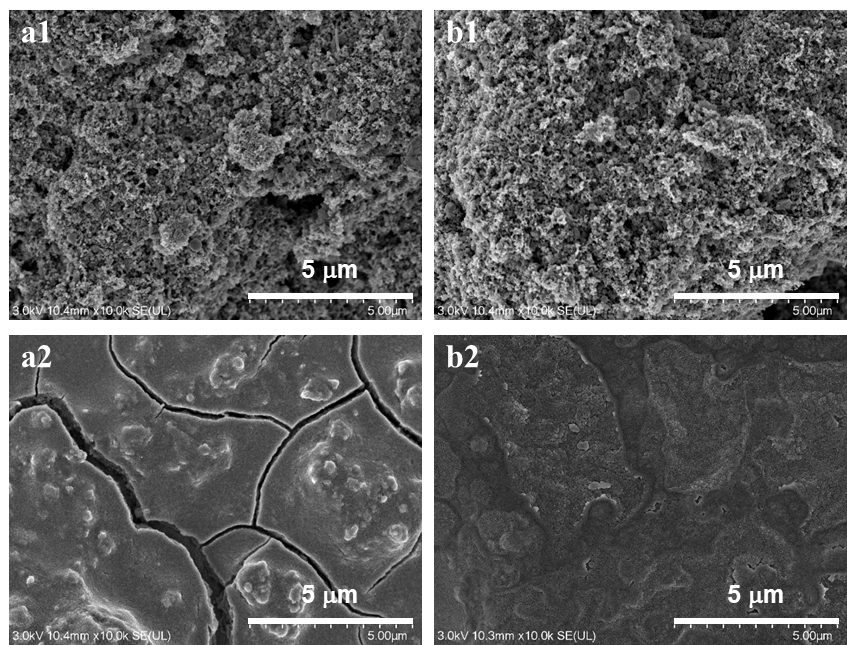 a1
5 μm
3.0kV 10.4mm x10.0k SE(UL)
5.00μm
b1
5 μm
3.0kV 10.4mm x10.0k SE(UL)
5.00μm
a2
5 μm
3.0kV 10.4mm x10.0k SE(UL)
5.00μm
b2
5 μm
3.0kV 10.3mm x10.0k SE(UL)
5.00μm